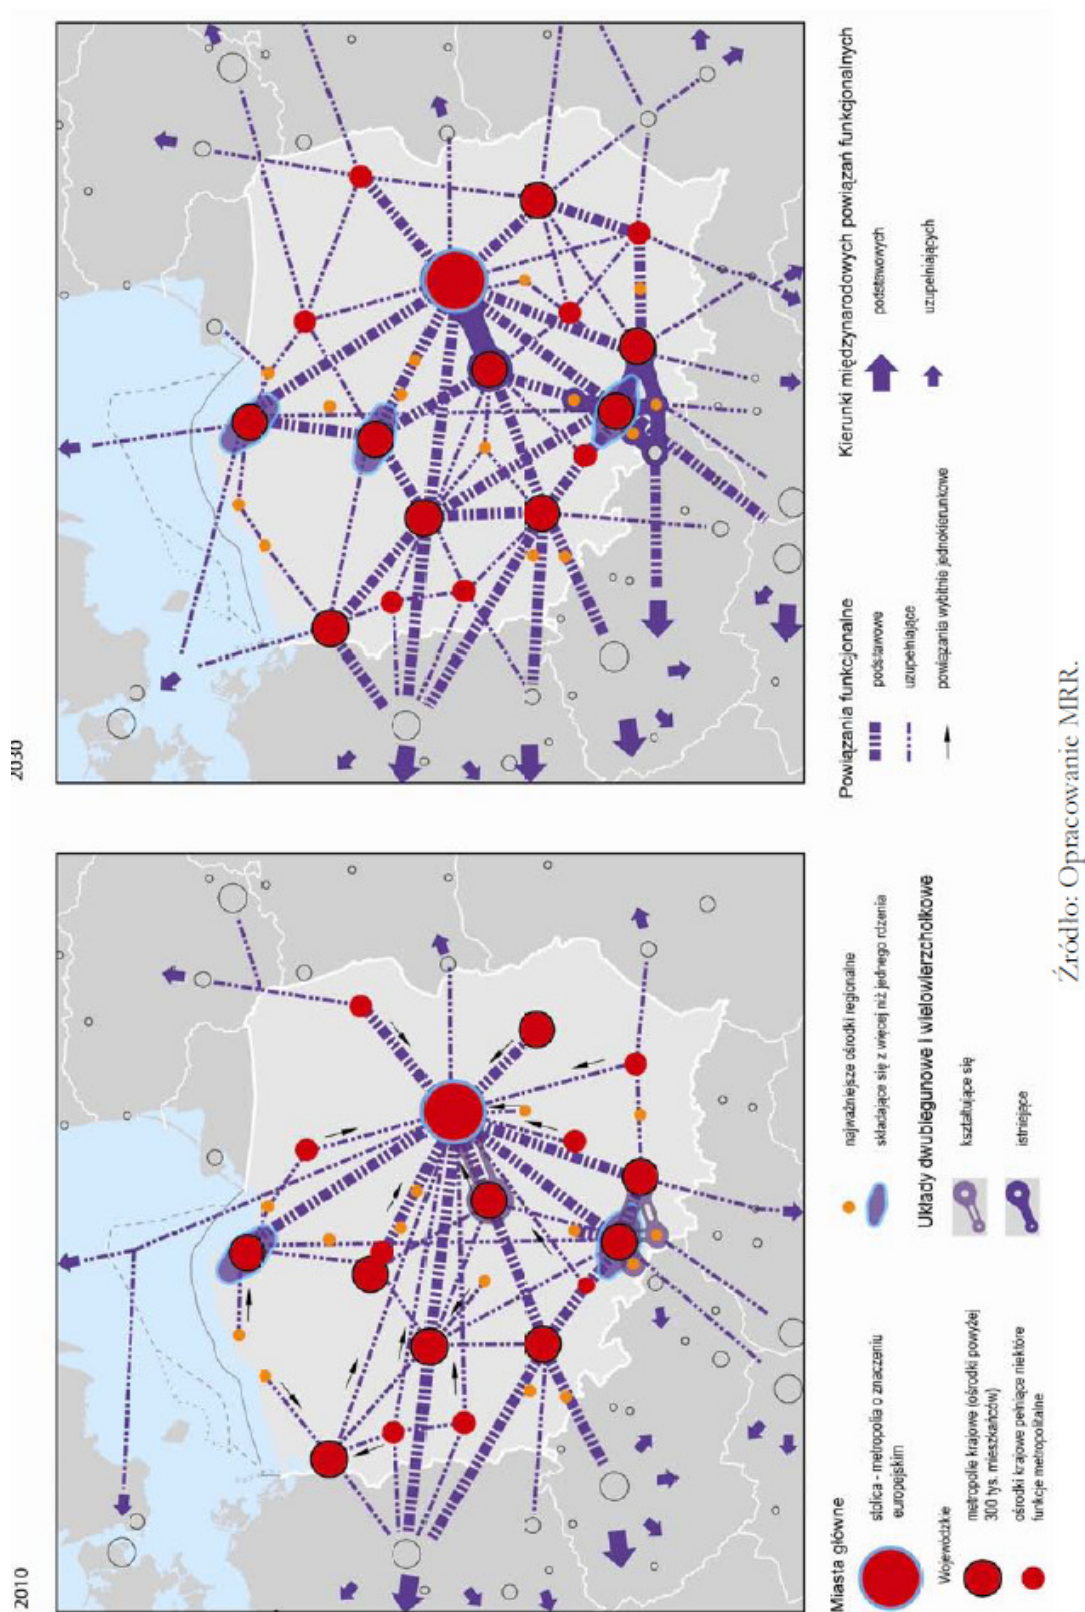 2010
2030
Miasta główne
stolica - metropolia o znaczeniu
europejskim
Wojewódzkie
metropolie krajowe (ośrodki powyżej
300 tys. mieszkańców)
ośrodki krajowe pełniące niektóre
funkcje metropolitalne
najważniejsze ośrodki regionalne
składające się z więcej niż jednego rdzenia
Układy dwubiegunowe i wielowierzchołkowe
kształtujące się
istniejące
Powiązania funkcjonalne
podstawowe
uzupełniające
powiązania wybitnie jednokierunkowe
Kierunki międzynarodowych powiązań funkcjonalnych
podstawowych
uzupełniających
Źródło: Opracowanie MRR.